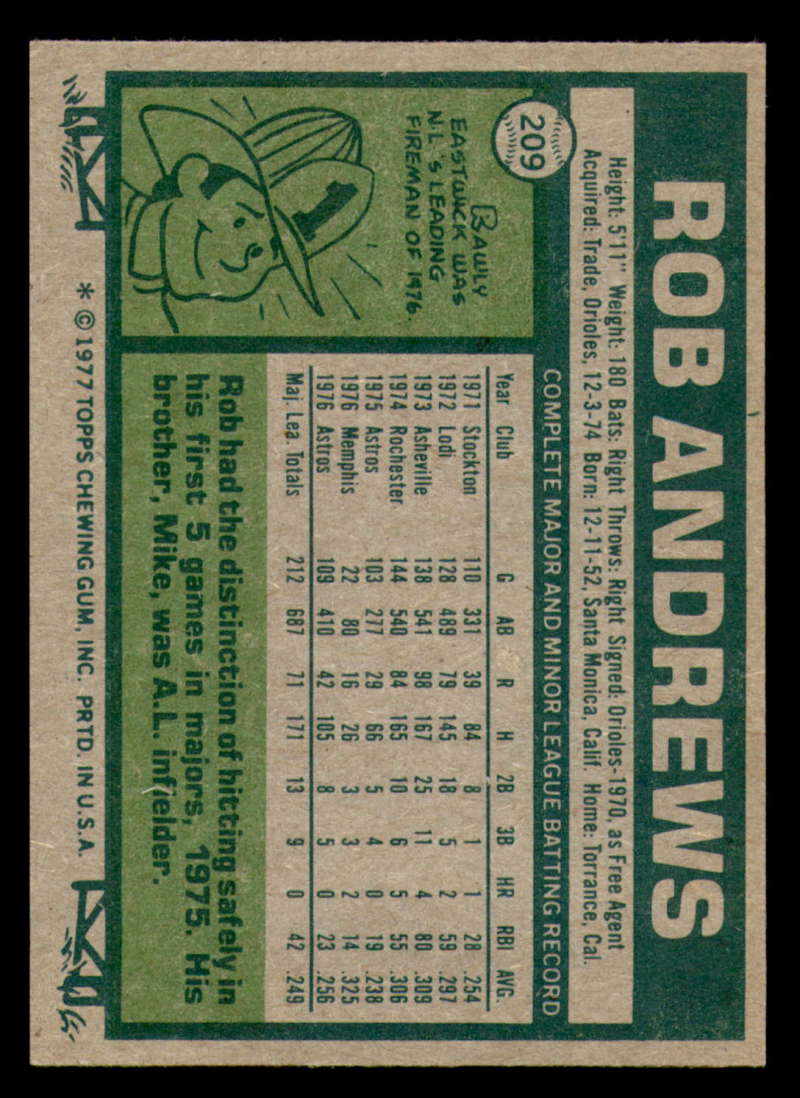 209
ROB ANDREWS
Height: 5'11" Weight: 180 Bats: Right Throws: Right Signed: Orioles-1970, as Free Agent
Acquired: Trade, Orioles, 12-3-74 Born: 12-11-52, Santa Monica, Calif. Home: Torrance, Cal.
COMPLETE MAJOR AND MINOR LEAGUE BATTING RECORD
Year Club G AB R H 2B 3B HR RBI AVG.
1971 Stockton 110 331 39 84 8 1 1 28 .254
1972 Lodi 128 489 79 145 18 5 2 59 .297
1973 Asheville 138 541 98 167 25 11 4 80 .309
1974 Rochester 144 540 84 165 10 6 5 55 .306
1975 Astros 103 277 29 66 5 4 0 19 .238
1976 Memphis 22 80 16 26 3 3 2 14 .325
1976 Astros 109 410 42 105 8 5 0 23 .256
Maj. Lea. Totals 212 687 71 171 13 9 0 42 .249
RAWLY
EASTWICK WAS
N.L.'S LEADING
FIREMAN OF 1976.
1
Rob had the distinction of hitting safely in
his first 5 games in majors, 1975. His
brother, Mike, was A.L. infielder.
* © 1977 TOPPS CHEWING GUM, INC. PRTD. IN U.S.A.